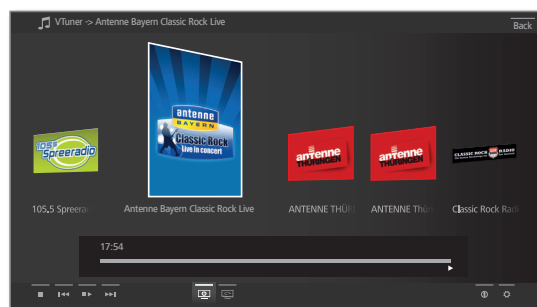 VTuner -> Antenne Bayern Classic Rock Live
Back
105.5
Spreeradio
antenne
BAYERN
Classic Rock
Live in concert
antenne
THÜRINGEN
antenne
THÜRINGEN
CLASSIC ROCK RADIO
105,5 Spreera
Antenne Bayern Classic Rock Live
ANTENNE THÜR
ANTENNE Thür
Classic Rock Radi
17:54